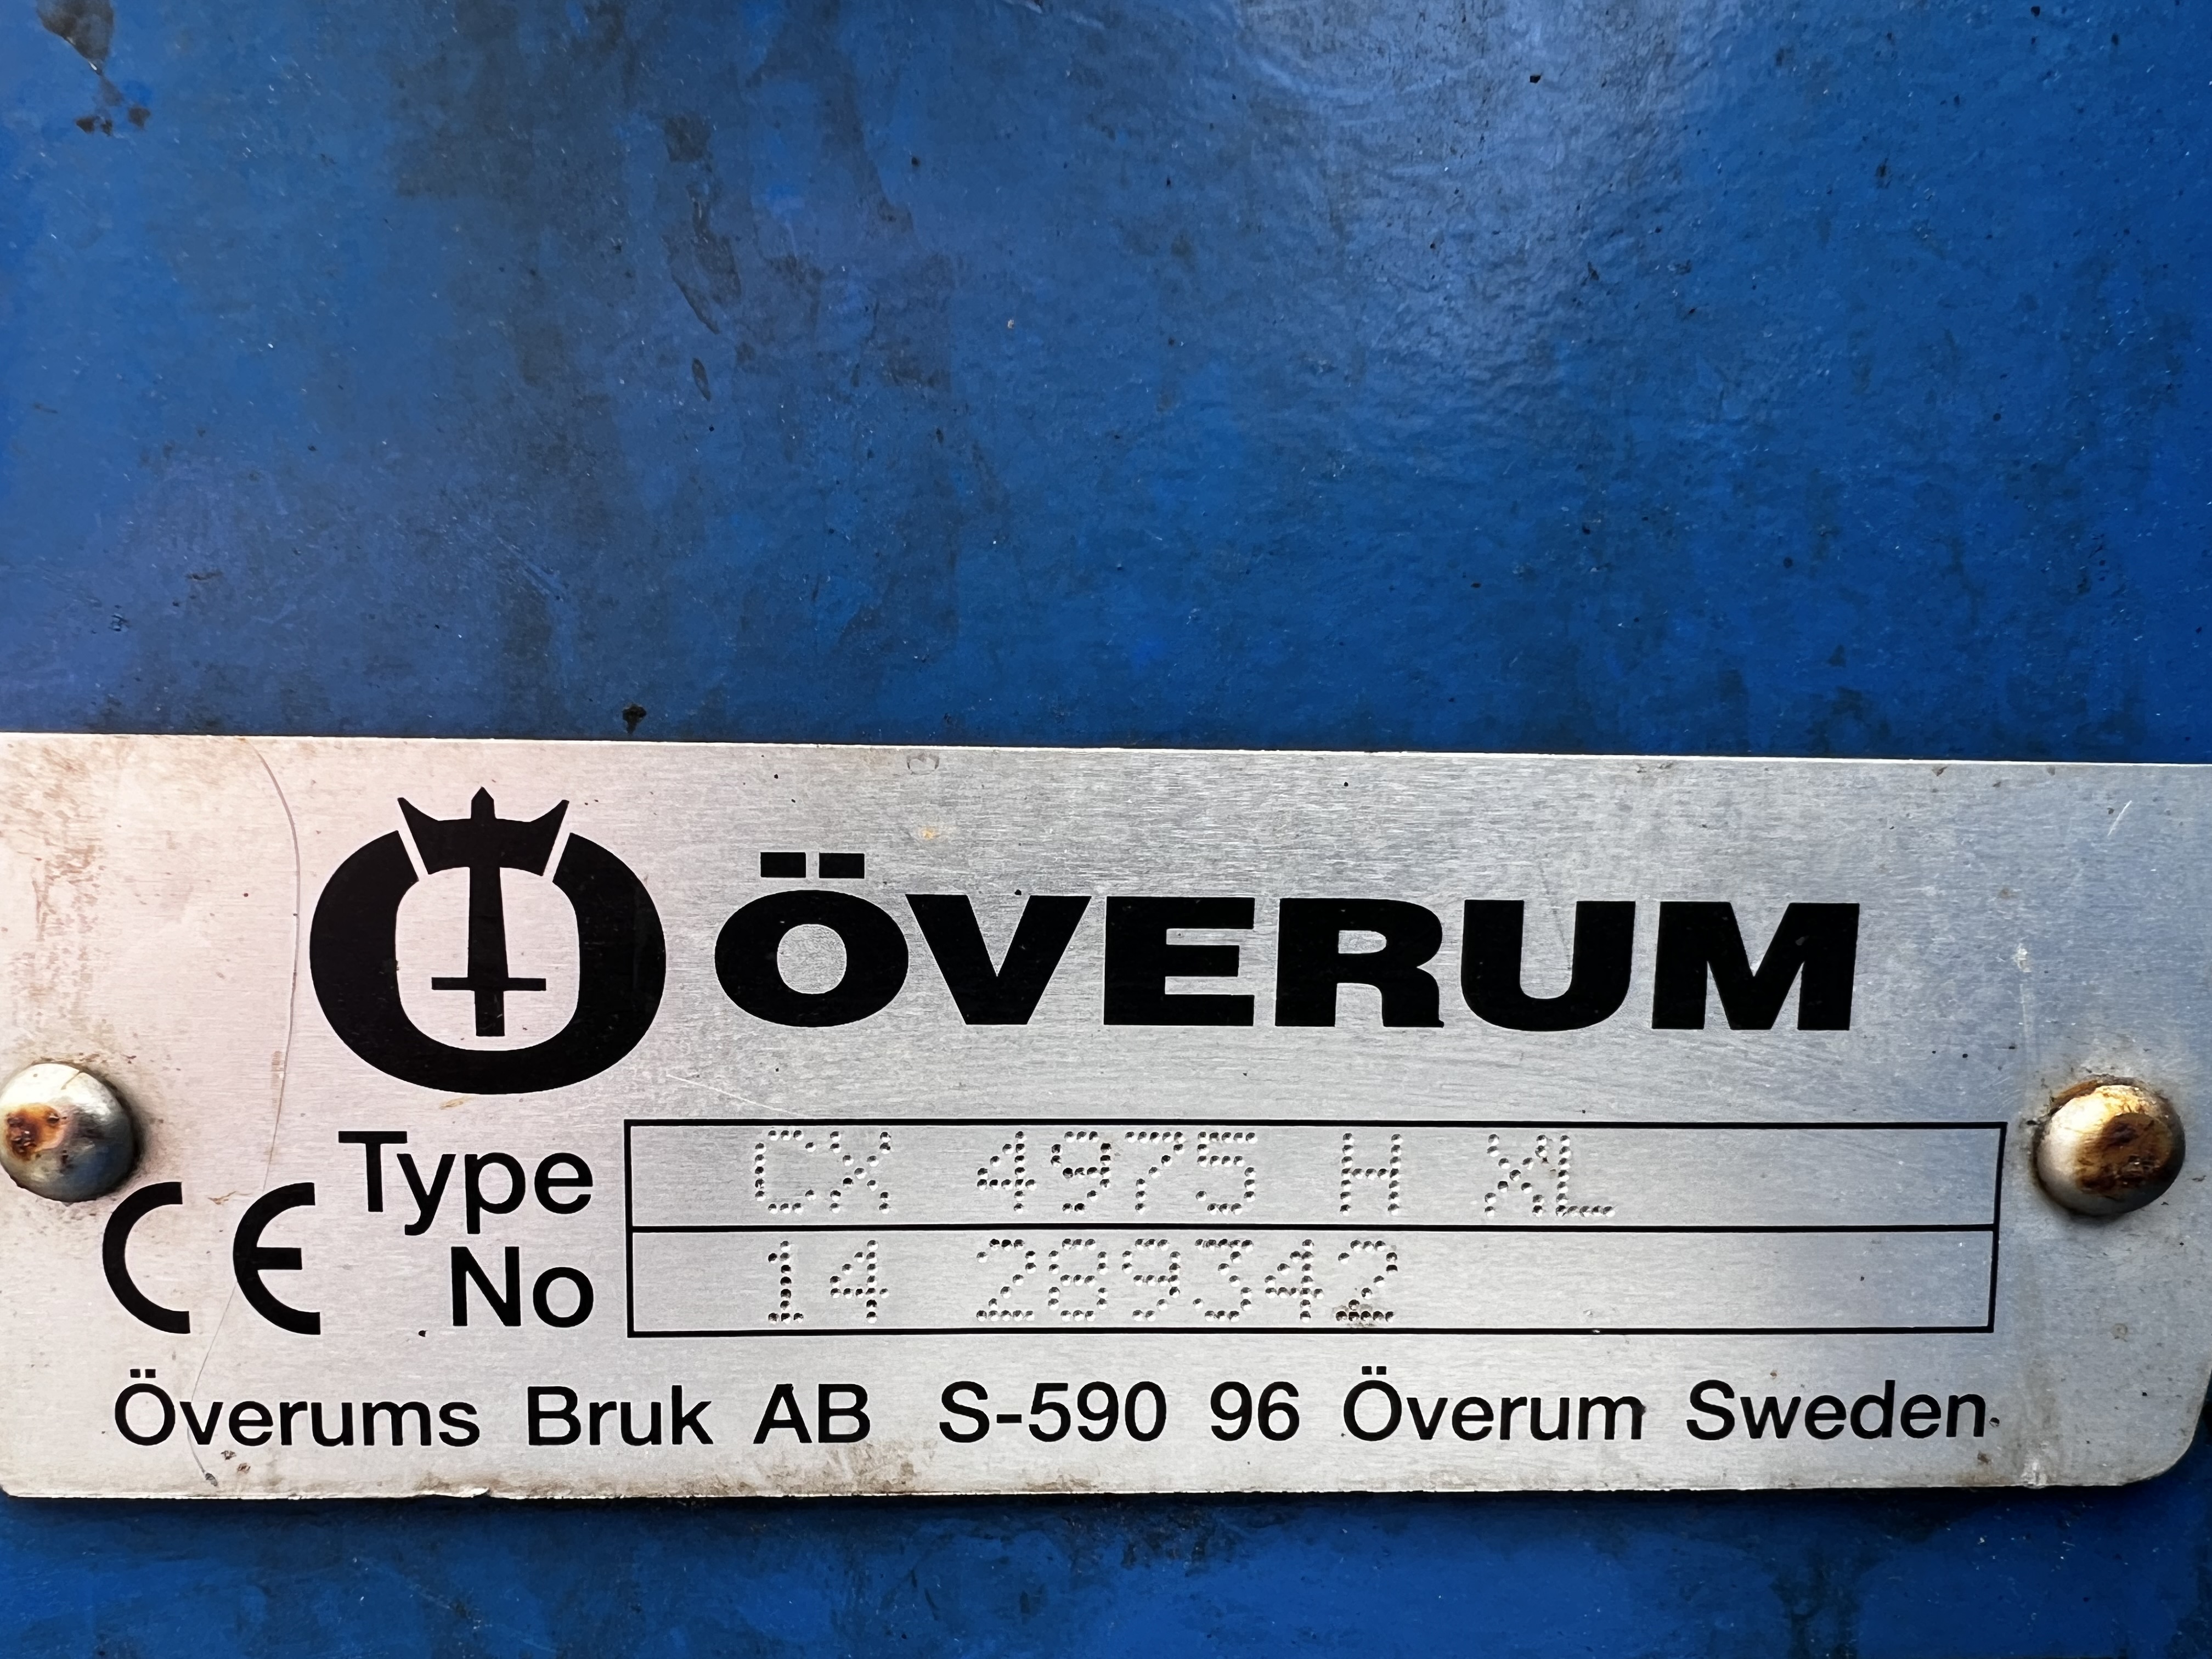 ÖVERUM
Type CX 4975 H XL
CE No 14 289342
Överums Bruk AB S-590 96 Överum Sweden